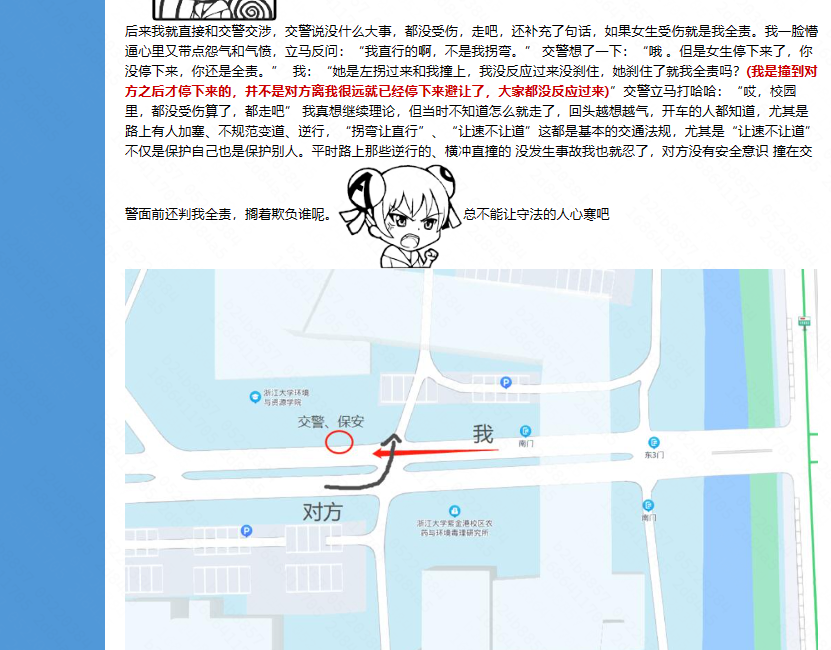 后来我就直接和交警交涉，交警说没什么大事，都没受伤，走吧，还补充了句话，如果女生受伤就是我全责。我一脸懵
逼心里又带点怨气和气愤，立马反问：“我直行的啊，不是我拐弯。” 交警想了一下：“哦 。但是女生停下来了，你
没停下来，你还是全责。” 我：“她是左拐过来和我撞上，我没反应过来没刹住，她刹住了就我全责吗？(我是撞到对
方之后才停下来的，并不是对方离我很远就已经停下来避让了，大家都没反应过来)”交警立马打哈哈：“哎，校园
里，都没受伤算了，都走吧” 我真想继续理论，但当时不知道怎么就走了，回头越想越气，开车的人都知道，尤其是
路上有人加塞、不规范变道、逆行，“拐弯让直行”、“让速不让道”这都是基本的交通法规，尤其是“让速不让道”
不仅是保护自己也是保护别人。平时路上那些逆行的、横冲直撞的 没发生事故我也就忍了，对方没有安全意识 撞在交
警面前还判我全责，搁着欺负谁呢。 总不能让守法的人心寒吧
P
浙江大学环境
与资源学院
交警、保安
我
南门
东3门
对方
浙江大学紫金港校区农
药与环境毒理研究所
南门
P